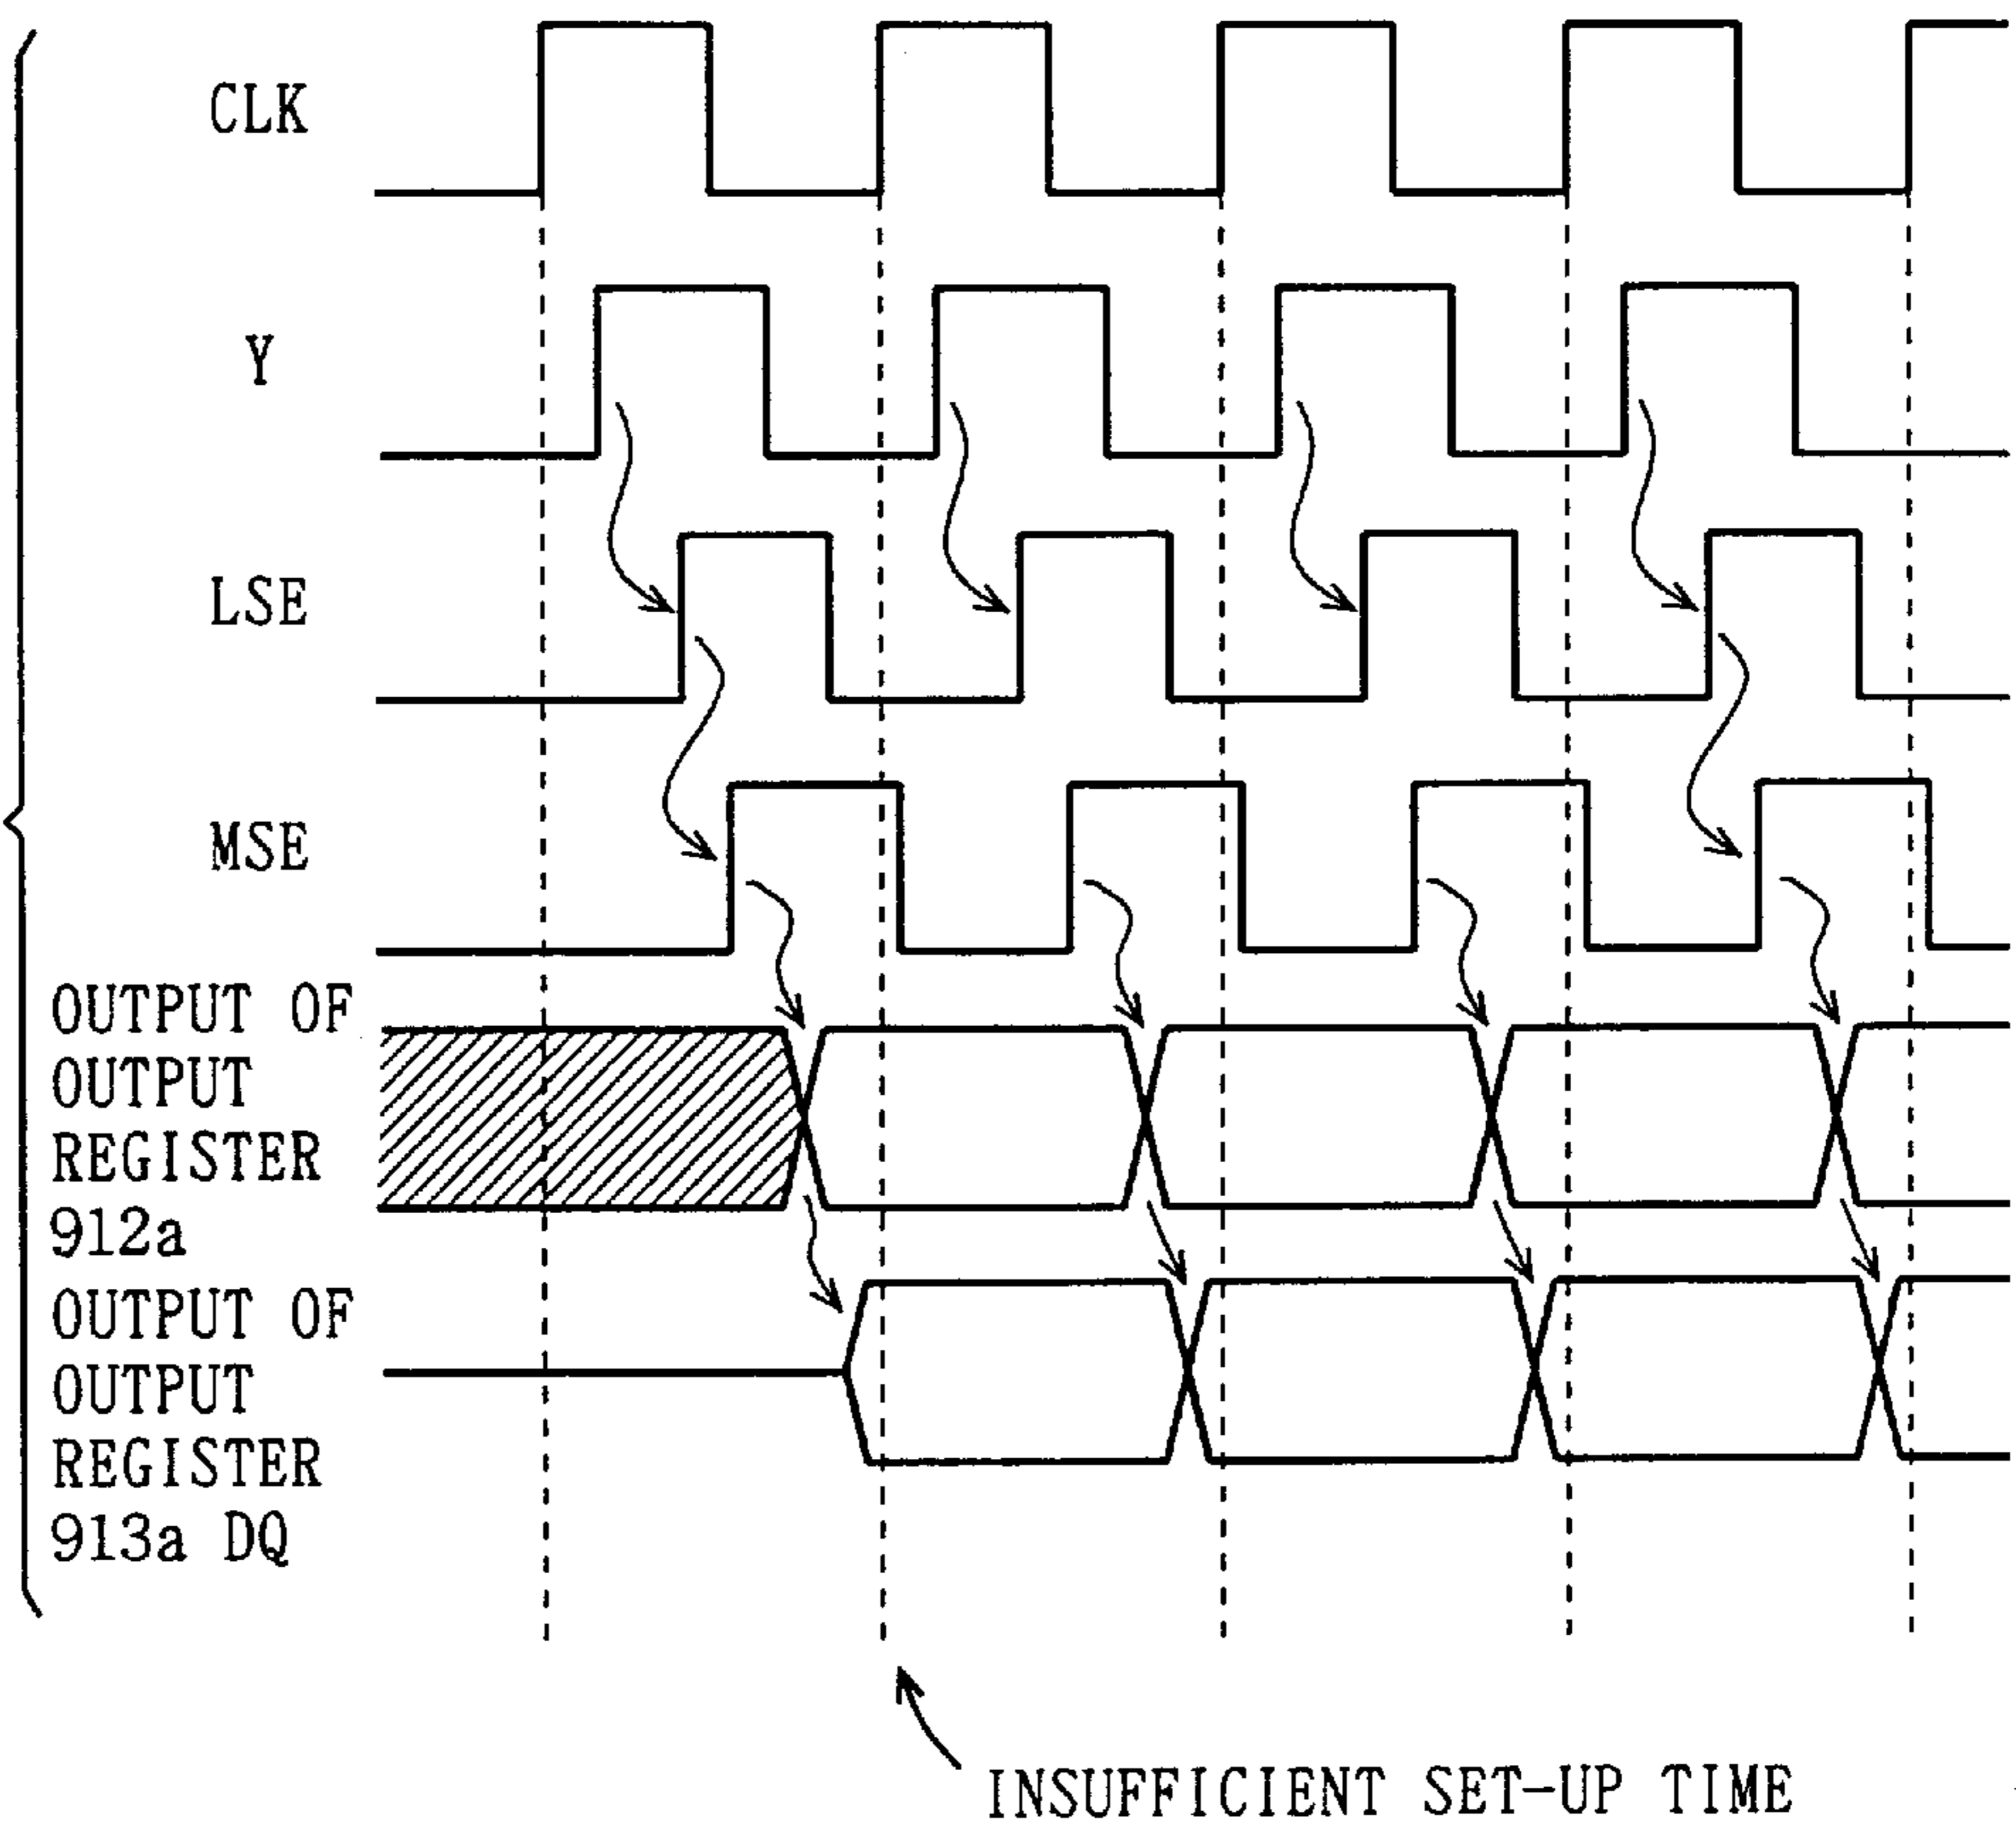 CLK
Y
LSE
MSE
OUTPUT OF
OUTPUT
REGISTER
912a
OUTPUT OF
OUTPUT
REGISTER
913a DQ
INSUFFICIENT SET-UP TIME